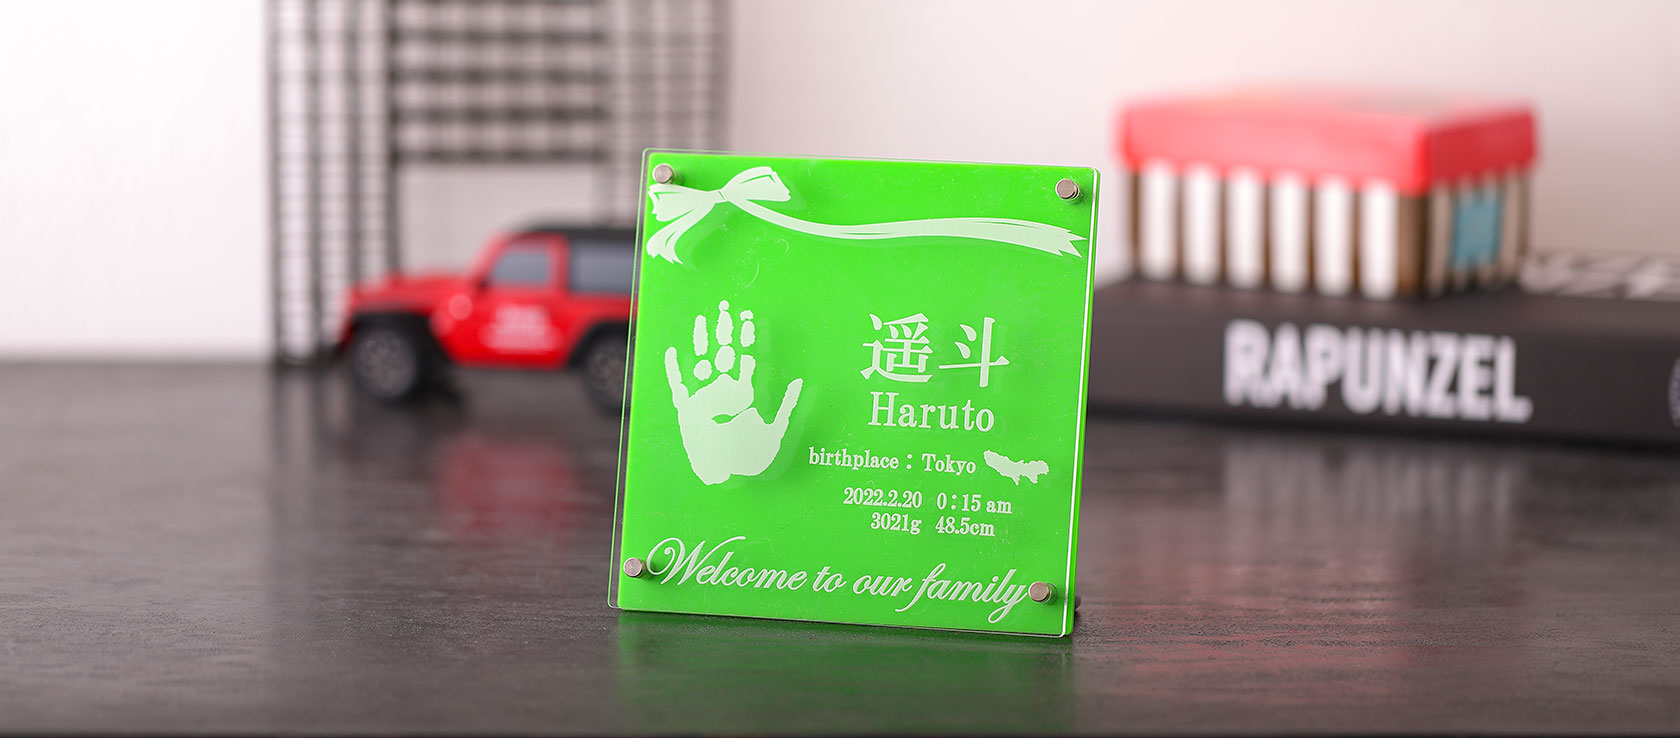 遥斗
Haruto
birthplace : Tokyo
2022.2.20 0:15 am
3021g 48.5cm
Welcome to our family
RAPUNZEL